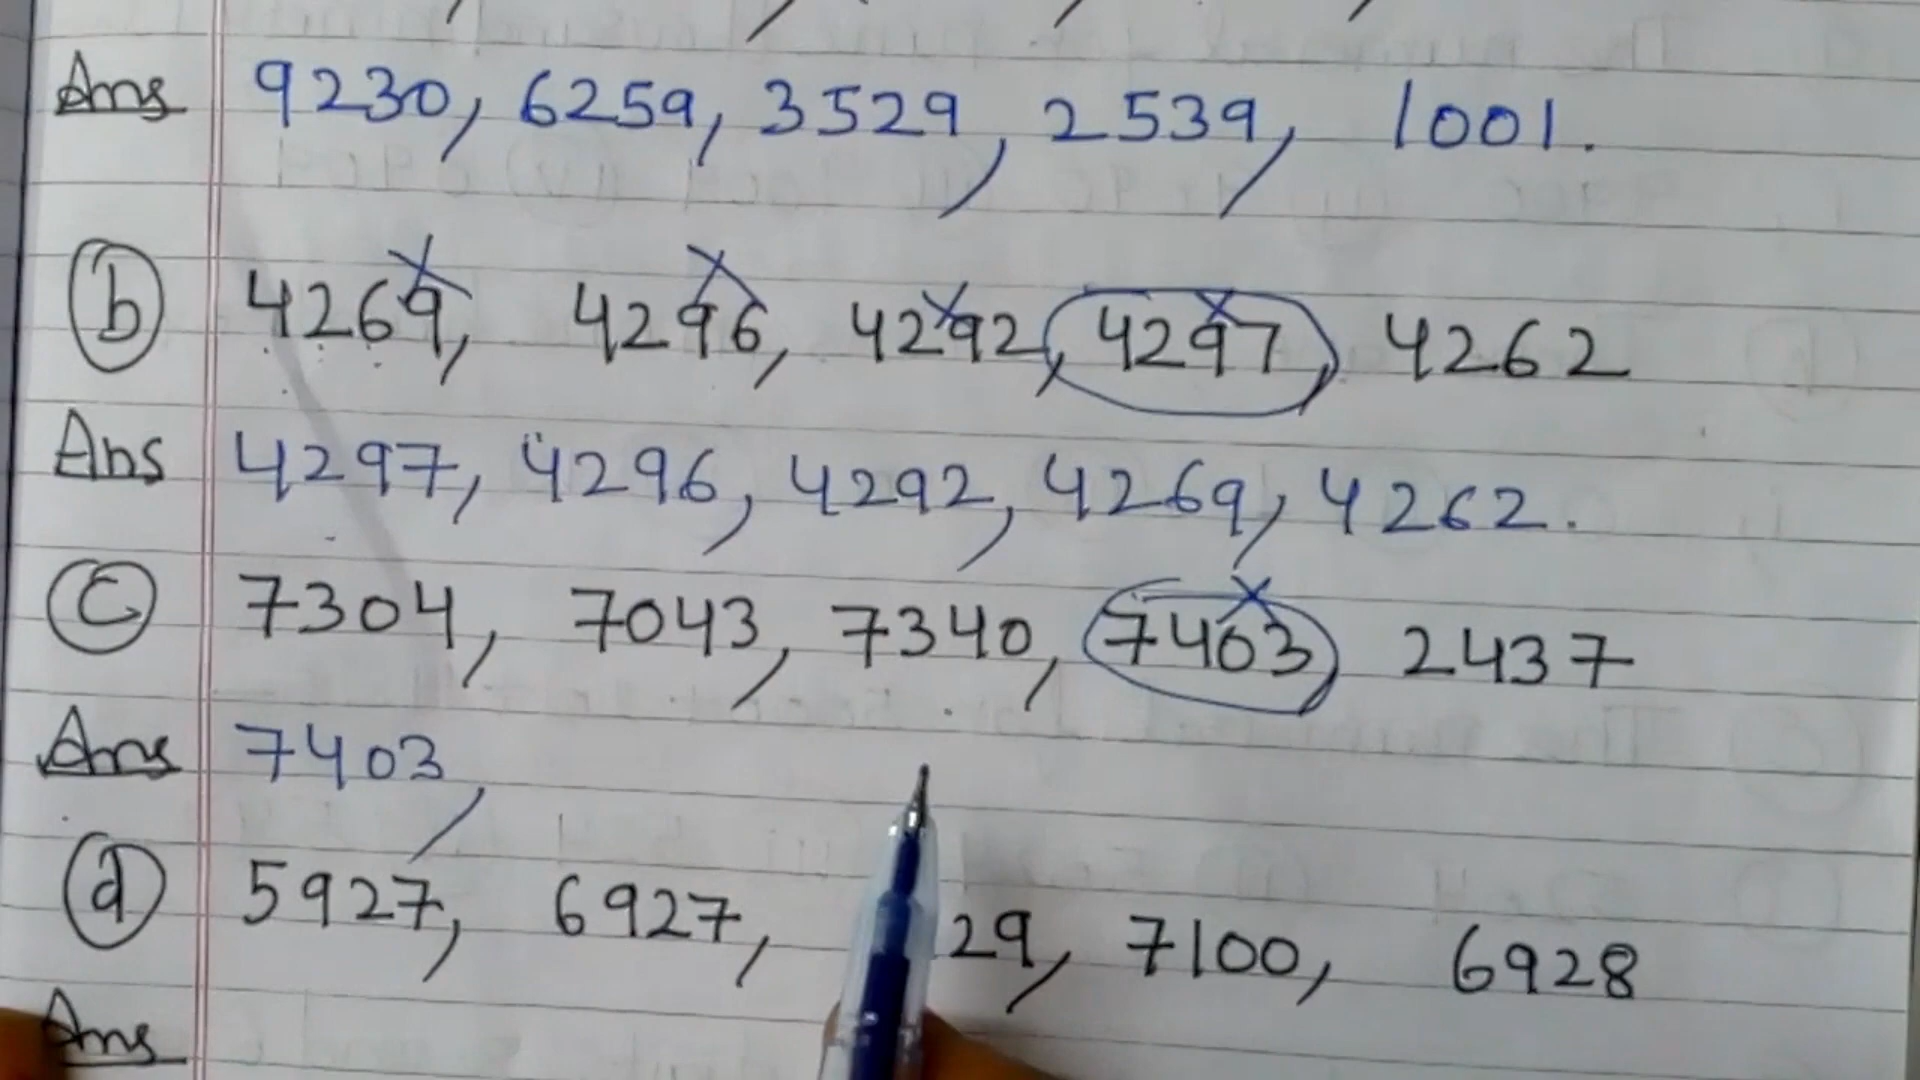 Ans 9230, 6259, 3529, 2539, 1001.
b 4269, 4296, 4292, 4297, 4262
Ans 4297, 4296, 4292, 4269, 4262.
C 7304, 7043, 7340, 7403 2437
Ans 7403,
d 5927, 6927, 29, 7100, 6928
Ans